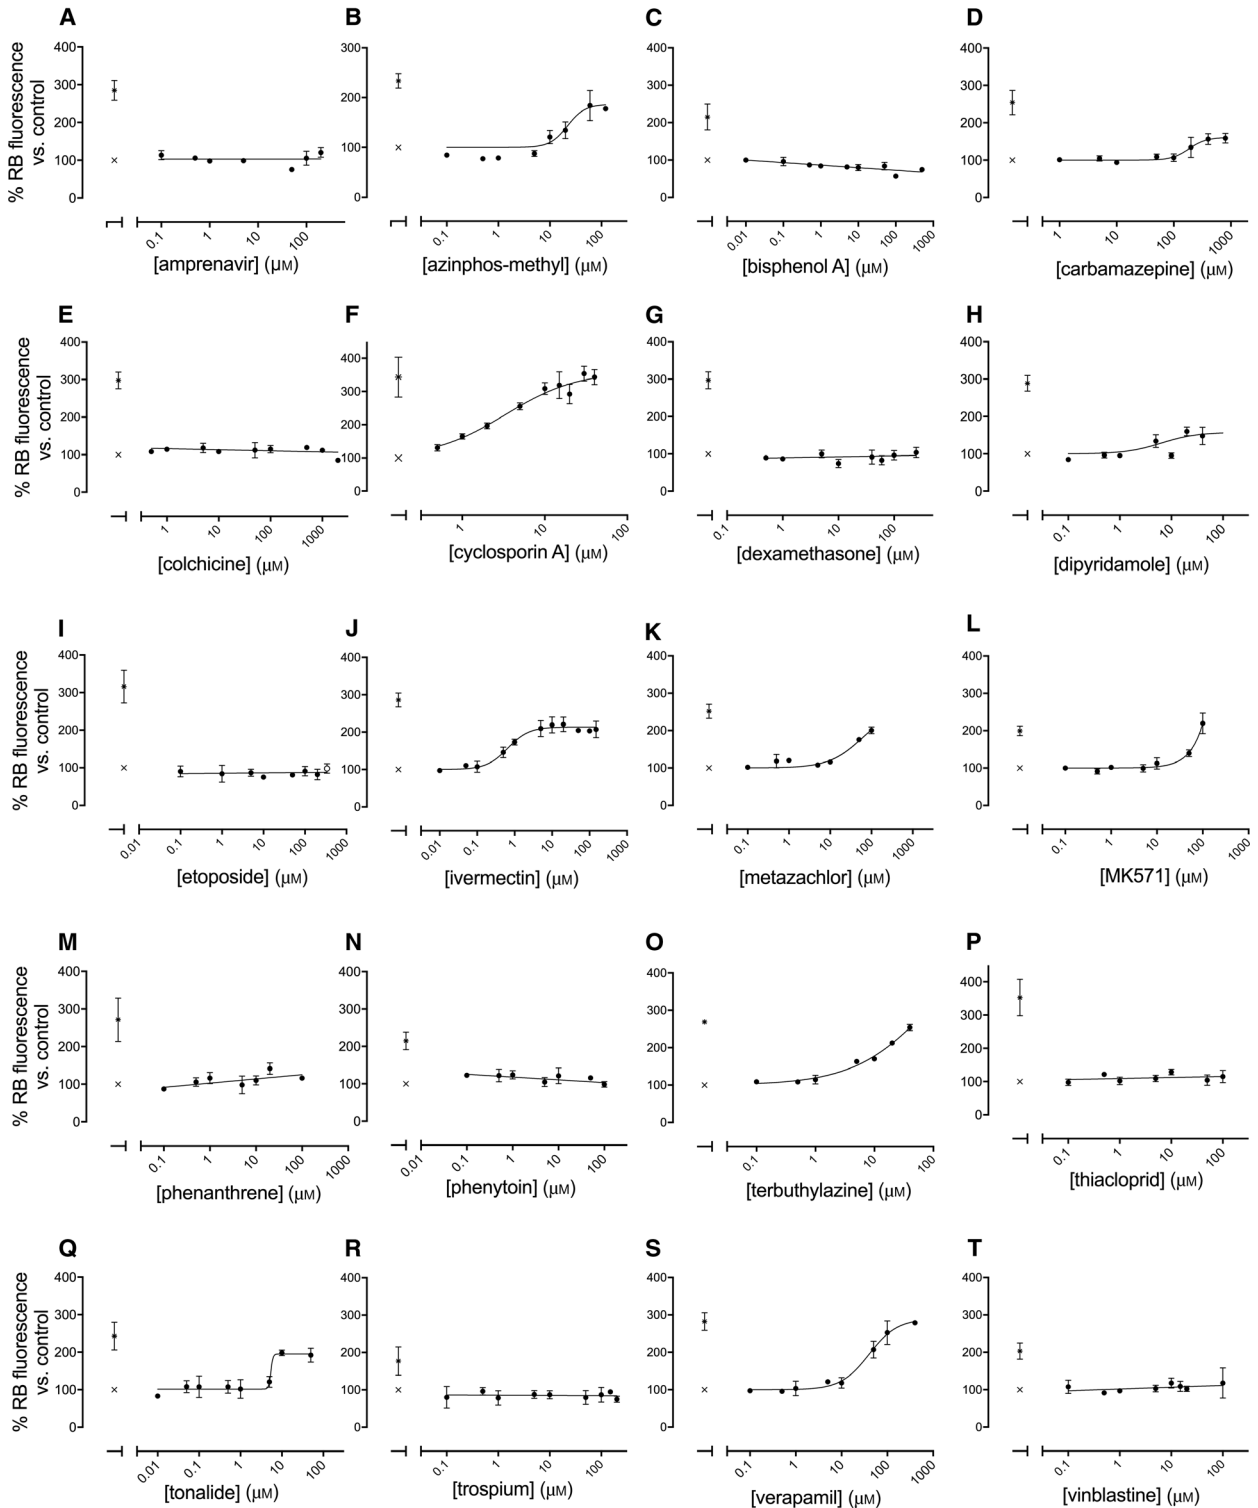 A B C D
% RB fluorescence
vs. control
400 300 200 100 0
300 200 100 0
400 300 200 100 0
400 300 200 100 0
0.1 1 10 100
0.1 1 10 100
0.01 0.1 1 10 100 1000
1 10 100 1000
[amprenavir] (µM) [azinphos-methyl] (µM) [bisphenol A] (µM) [carbamazepine] (µM)
E F G H
% RB fluorescence
vs. control
400 300 200 100 0
400 300 200 100 0
400 300 200 100 0
400 300 200 100 0
1 10 100 1000
1 10 100
0.1 1 10 100
0.1 1 10 100
[colchicine] (µM) [cyclosporin A] (µM) [dexamethasone] (µM) [dipyridamole] (µM)
I J K L
% RB fluorescence
vs. control
400 300 200 100 0
400 300 200 100 0
400 300 200 100 0
400 300 200 100 0
0.01 0.1 1 10 100 1000
0.01 0.1 1 10 100 1000
0.1 1 10 100 1000
0.1 1 10 100 1000
[etoposide] (µM) [ivermectin] (µM) [metazachlor] (µM) [MK571] (µM)
M N O P
% RB fluorescence
vs. control
400 300 200 100 0
400 300 200 100 0
400 300 200 100 0
400 300 200 100 0
0.1 1 10 100 1000
0.01 0.1 1 10 100
0.1 1 10 100
0.1 1 10 100
[phenanthrene] (µM) [phenytoin] (µM) [terbuthylazine] (µM) [thiacloprid] (µM)
Q R S T
% RB fluorescence
vs. control
400 300 200 100 0
400 300 200 100 0
400 300 200 100 0
400 300 200 100 0
0.01 0.1 1 10 100
0.1 1 10 100
0.1 1 10 100 1000
0.1 1 10 100
[tonalide] (µM) [trospium] (µM) [verapamil] (µM) [vinblastine] (µM)